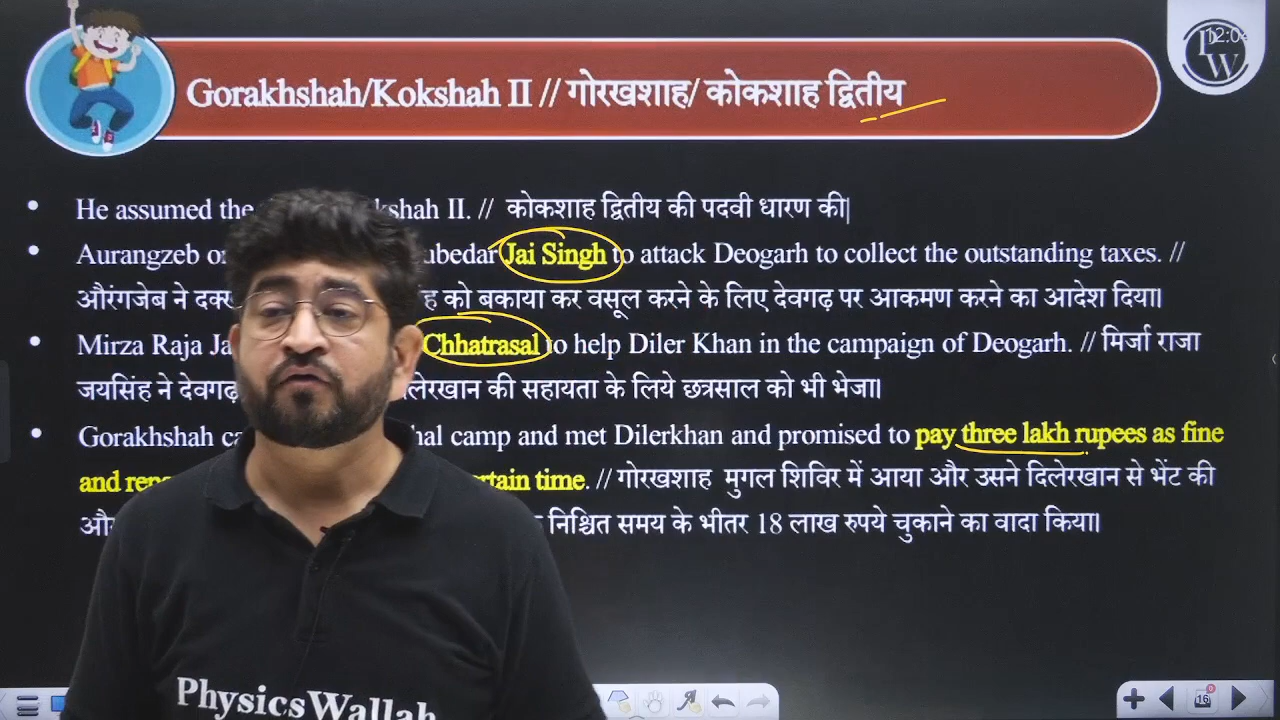 Gorakhshah/Kokshah II // गोरखशाह/ कोकशाह द्वितीय
12:04
W
• He assumed the kshah II. // कोकशाह द्वितीय की पदवी धारण की|
• Aurangzeb or ubedar Jai Singh to attack Deogarh to collect the outstanding taxes. //
औरंगजेब ने दक्ख ह को बकाया कर वसूल करने के लिए देवगढ़ पर आकमण करने का आदेश दिया।
• Mirza Raja Ja Chhatrasal to help Diler Khan in the campaign of Deogarh. // मिर्जा राजा
जयसिंह ने देवगढ़ लेरखान की सहायता के लिये छत्रसाल को भी भेजा।
• Gorakhshah ca hal camp and met Dilerkhan and promised to pay three lakh rupees as fine
and repa rtain time. // गोरखशाह मुगल शिविर में आया और उसने दिलेरखान से भेंट की
औ निश्चित समय के भीतर 18 लाख रुपये चुकाने का वादा किया।
PhysicsWallah
16